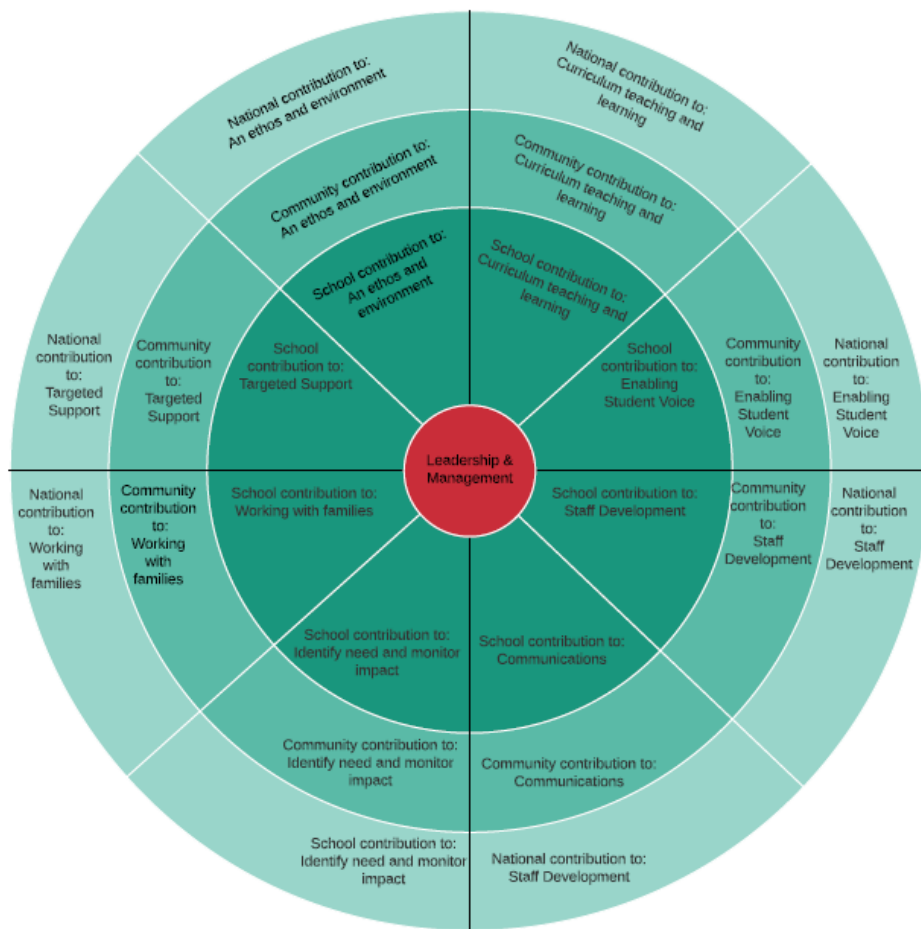 National contribution to:
An ethos and environment
National contribution to:
Curriculum teaching and
learning
Community contribution to:
An ethos and environment
Community contribution to:
Curriculum teaching and
learning
School contribution to:
An ethos and
environment
School contribution to:
Curriculum teaching and
learning
National
contribution
to:
Targeted
Support
Community
contribution
to:
Targeted
Support
School
contribution to:
Targeted Support
School
contribution to:
Enabling
Student Voice
Community
contribution
to:
Enabling
Student
Voice
National
contribution
to:
Enabling
Student
Voice
Leadership &
Management
National
contribution
to:
Working
with
families
Community
contribution
to:
Working
with
families
School contribution to:
Working with families
School contribution to:
Staff Development
Community
contribution
to:
Staff
Development
National
contribution
to:
Staff
Development
School contribution to:
Identify need and monitor
impact
School contribution to:
Communications
Community contribution to:
Identify need and monitor
impact
Community contribution to:
Communications
School contribution to:
Identify need and monitor
impact
National contribution to:
Staff Development